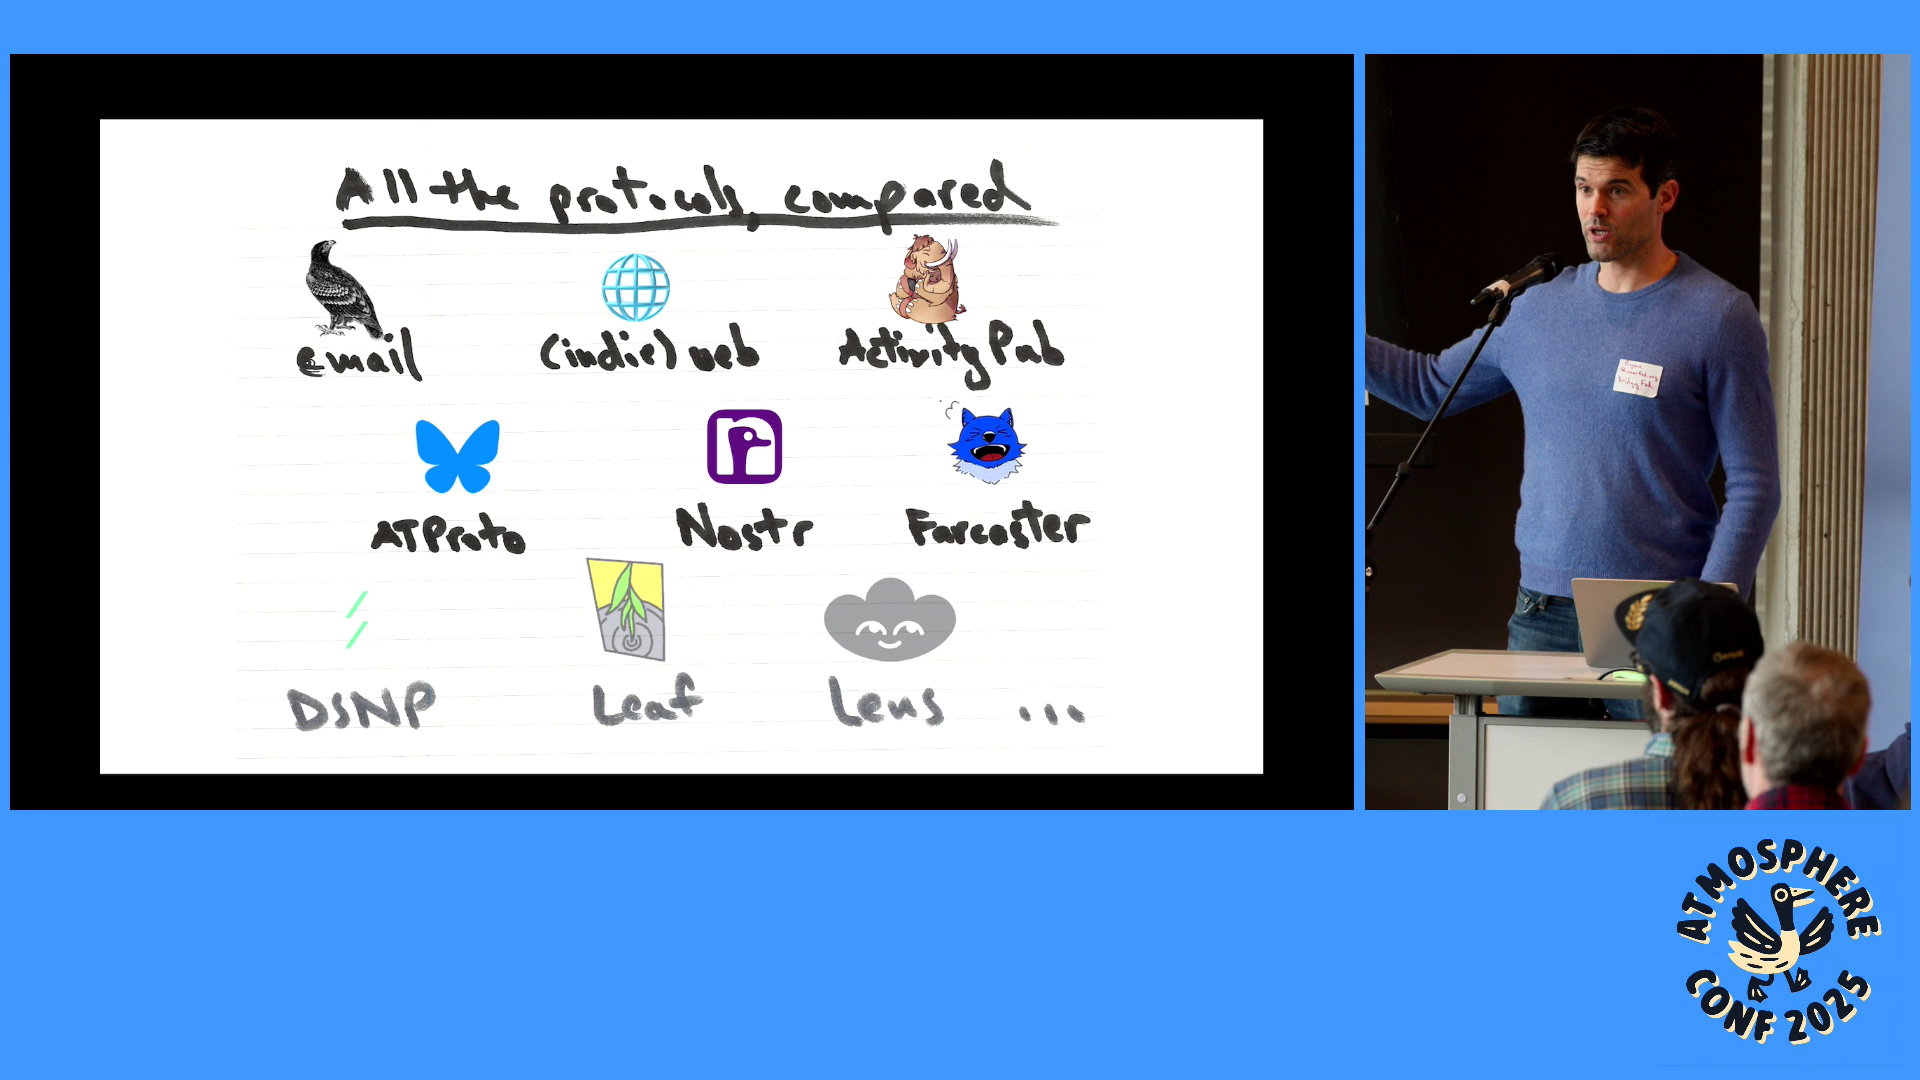 All the protocols, compared
email (indie) web ActivityPub
ATProto Nostr Farcaster
DSNP Leaf Lens ...
ATMOSPHERE
CONF 2025